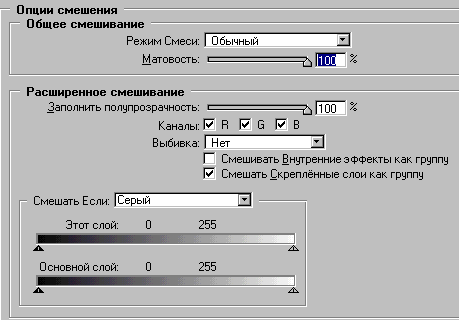 Опции смешения
Общее смешивание
Режим Смеси: Обычный
Матовость: 100 %
Расширенное смешивание
Заполнить полупрозрачность: 100 %
Каналы: R G B
Выбивка: Нет
Смешивать Внутренние эффекты как группу
Смешать Скреплённые слои как группу
Смешать Если: Серый
Этот слой: 0 255
Основной слой: 0 255